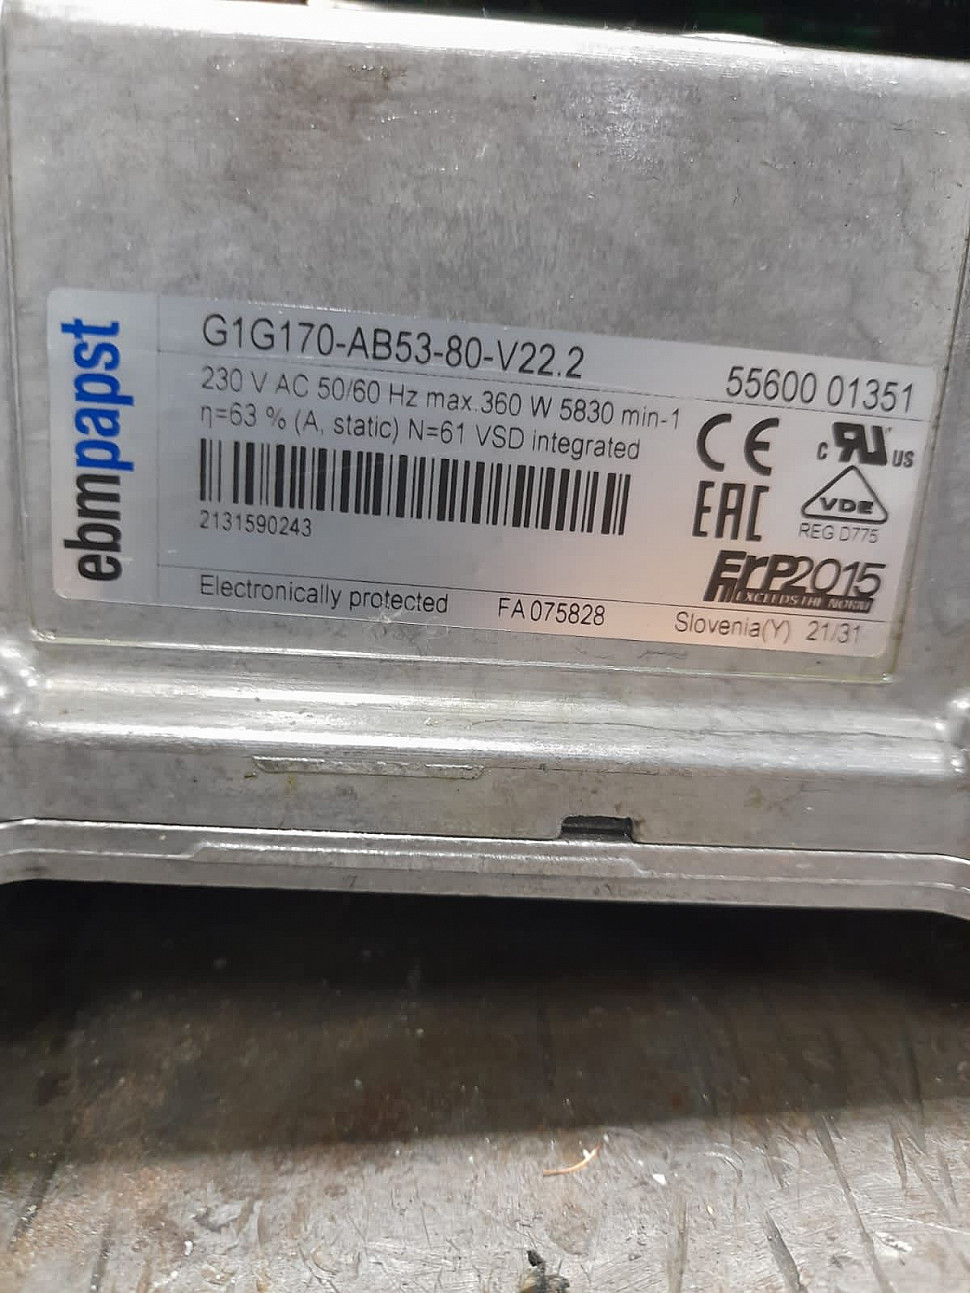 ebmpapst
G1G170-AB53-80-V22.2
55600 01351
230 V AC 50/60 Hz max.360 W 5830 min-1
η=63 % (A, static) N=61 VSD integrated
2131590243
CE
c RU US
EAC
VDE
REG D775
ErP2015
EXCEEDS THE NORM
Electronically protected
FA 075828
Slovenia(Y) 21/31